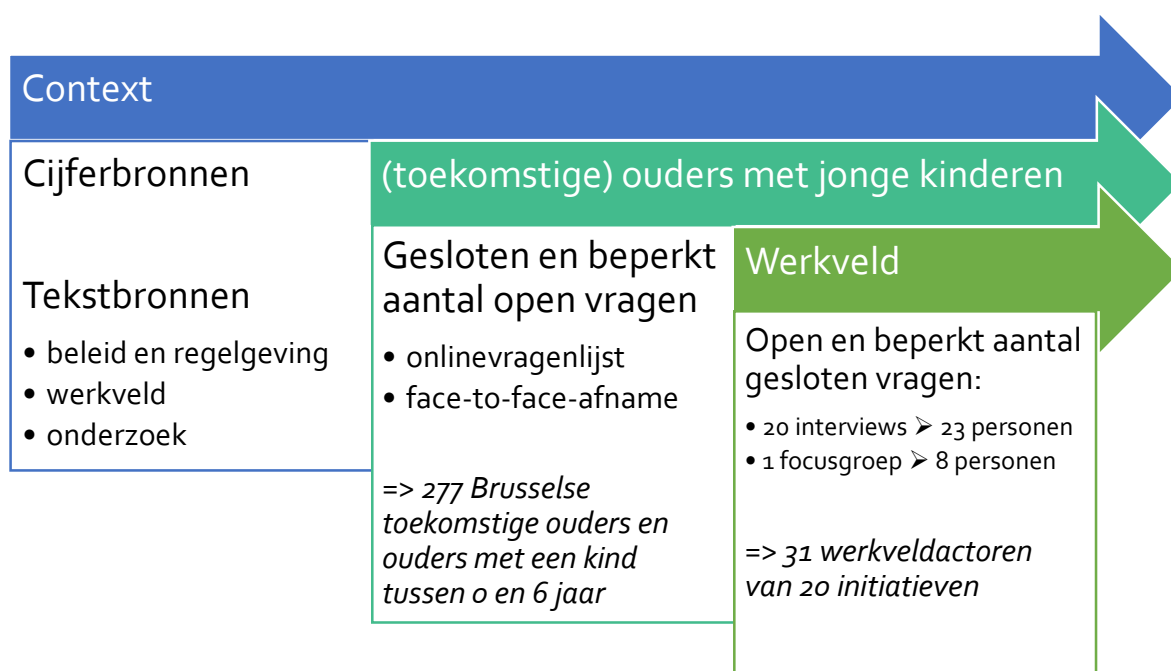 Context
Cijferbronnen
Tekstbronnen
• beleid en regelgeving
• werkveld
• onderzoek
(toekomstige) ouders met jonge kinderen
Gesloten en beperkt
aantal open vragen
• onlinevragenlijst
• face-to-face-afname
=> 277 Brusselse
toekomstige ouders en
ouders met een kind
tussen 0 en 6 jaar
Werkveld
Open en beperkt aantal
gesloten vragen:
• 20 interviews ➢ 23 personen
• 1 focusgroep ➢ 8 personen
=> 31 werkveldactoren
van 20 initiatieven